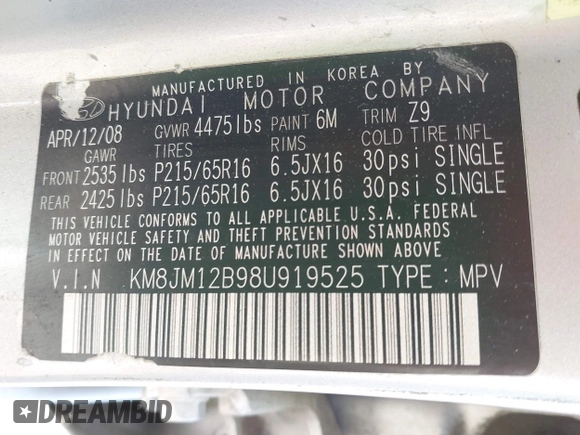 MANUFACTURED IN KOREA BY
HYUNDAI MOTOR COMPANY
APR/12/08 GVWR 4475lbs PAINT 6M TRIM Z9
GAWR TIRES RIMS COLD TIRE INFL
FRONT 2535lbs P215/65R16 6.5JX16 30psi SINGLE
REAR 2425lbs P215/65R16 6.5JX16 30psi SINGLE
THIS VEHICLE CONFORMS TO ALL APPLICABLE U.S.A. FEDERAL
MOTOR VEHICLE SAFETY AND THEFT PREVENTION STANDARDS
IN EFFECT ON THE DATE OF MANUFACTURE SHOWN ABOVE.
V.I.N KM8JM12B98U919525 TYPE : MPV
DREAMBID